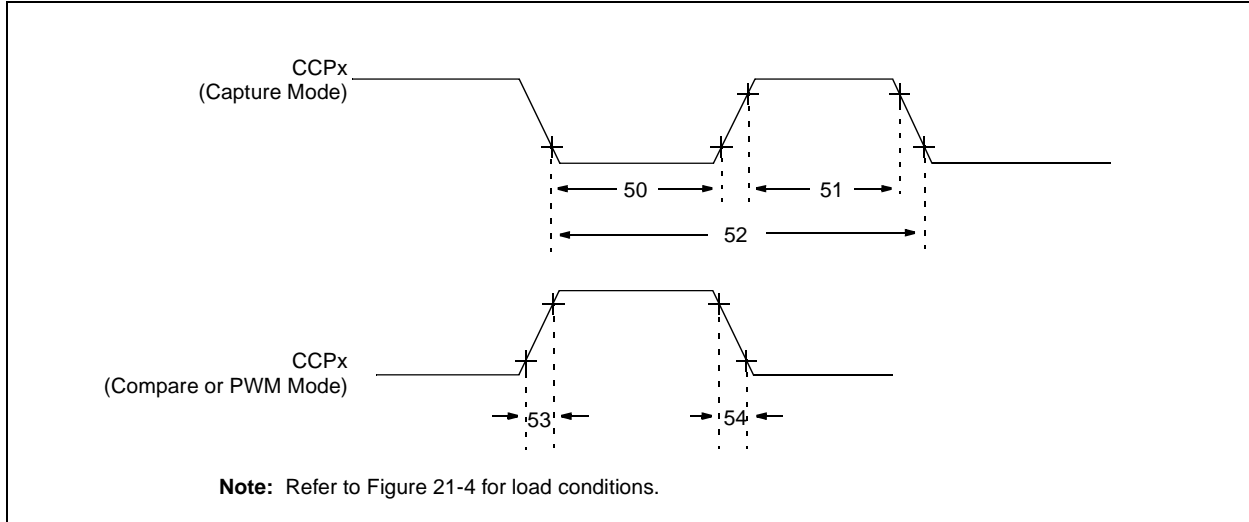 CCPx
(Capture Mode)
50
51
52
CCPx
(Compare or PWM Mode)
53
54
Note: Refer to Figure 21-4 for load conditions.